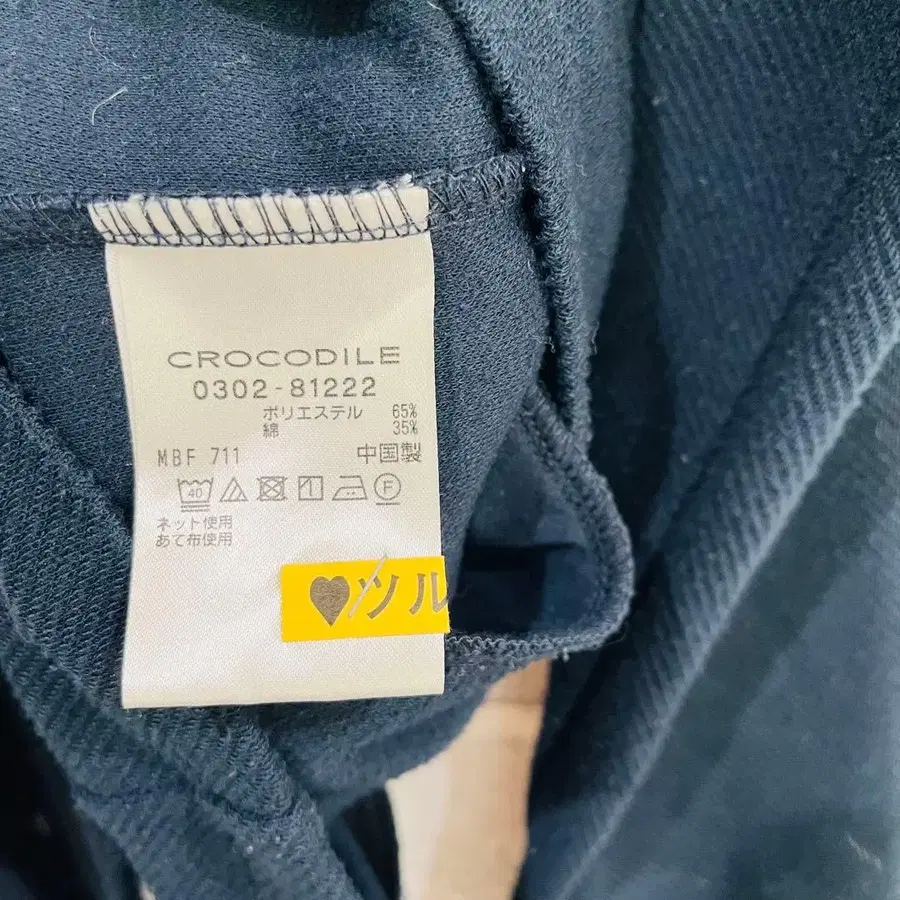 CROCODILE
0302-81222
ポリエステル 65%
綿 35%
MBF 711 中国製
40 F
ネット使用
あて布使用
♥ツル